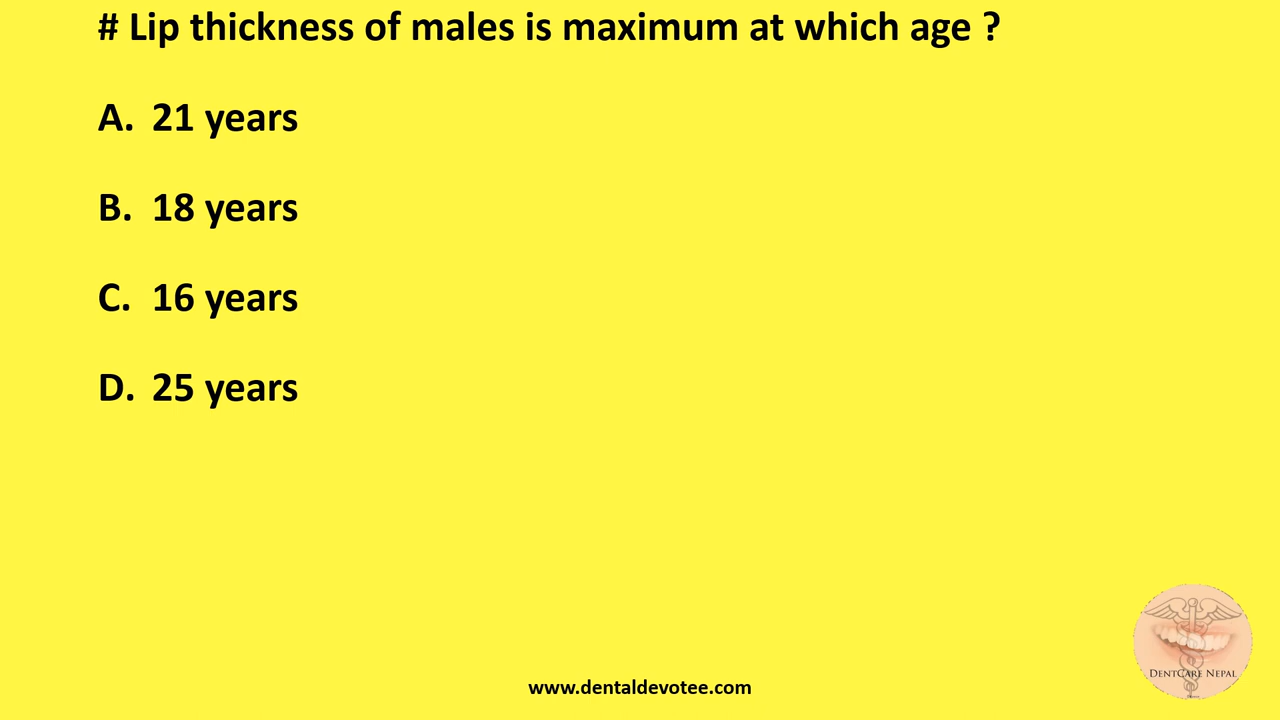 # Lip thickness of males is maximum at which age ?
A. 21 years
B. 18 years
C. 16 years
D. 25 years
DENTCARE NEPAL
www.dentaldevotee.com